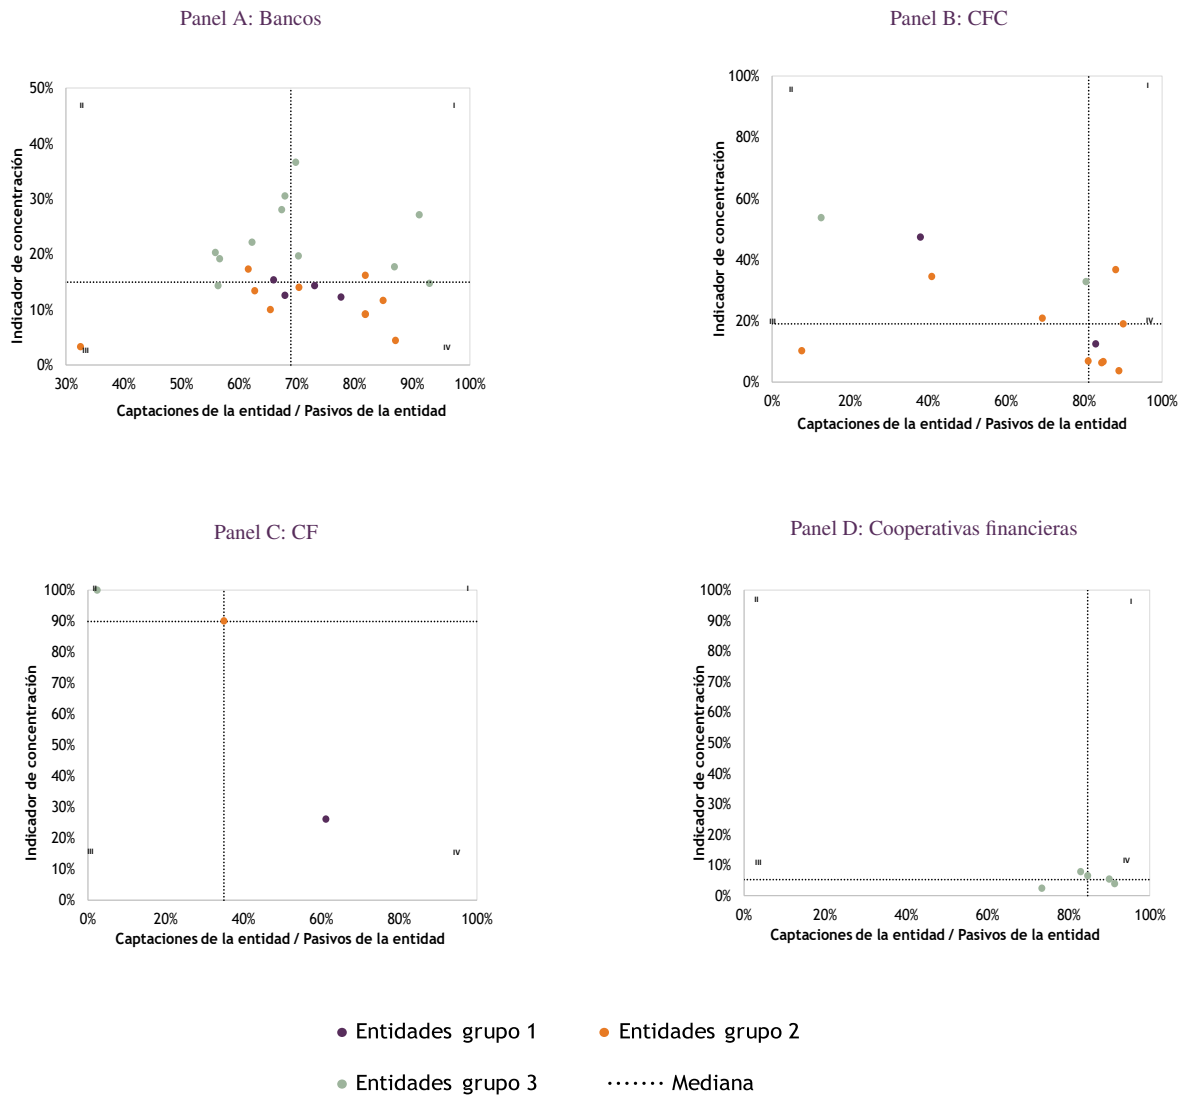 Panel A: Bancos
50%
40%
30%
20%
10%
0%
30% 40% 50% 60% 70% 80% 90% 100%
Indicador de concentración
Captaciones de la entidad / Pasivos de la entidad
II
I
III
IV
Panel B: CFC
100%
80%
60%
40%
20%
0%
0% 20% 40% 60% 80% 100%
Indicador de concentración
Captaciones de la entidad / Pasivos de la entidad
II
I
III
IV
Panel C: CF
100%
90%
80%
70%
60%
50%
40%
30%
20%
10%
0%
0% 20% 40% 60% 80% 100%
Indicador de concentración
Captaciones de la entidad / Pasivos de la entidad
II
I
III
IV
Panel D: Cooperativas financieras
100%
90%
80%
70%
60%
50%
40%
30%
20%
10%
0%
0% 20% 40% 60% 80% 100%
Indicador de concentración
Captaciones de la entidad / Pasivos de la entidad
II
I
III
IV
Entidades grupo 1
Entidades grupo 2
Entidades grupo 3
Mediana